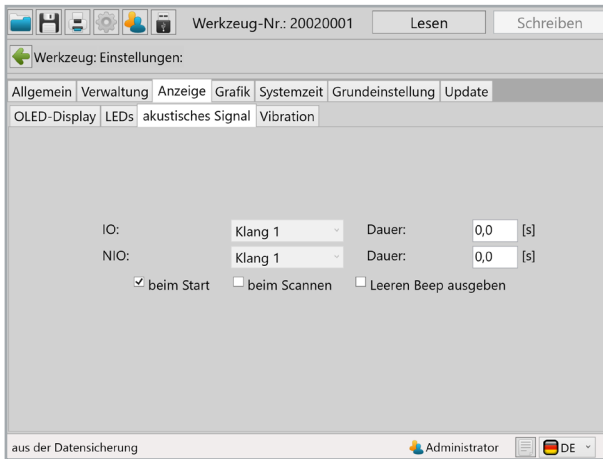 Werkzeug-Nr.: 20020001 Lesen Schreiben
Werkzeug: Einstellungen:
Allgemein Verwaltung Anzeige Grafik Systemzeit Grundeinstellung Update
OLED-Display LEDs akustisches Signal Vibration
IO: Klang 1 Dauer: 0,0 [s]
NIO: Klang 1 Dauer: 0,0 [s]
beim Start beim Scannen Leeren Beep ausgeben
aus der Datensicherung Administrator DE